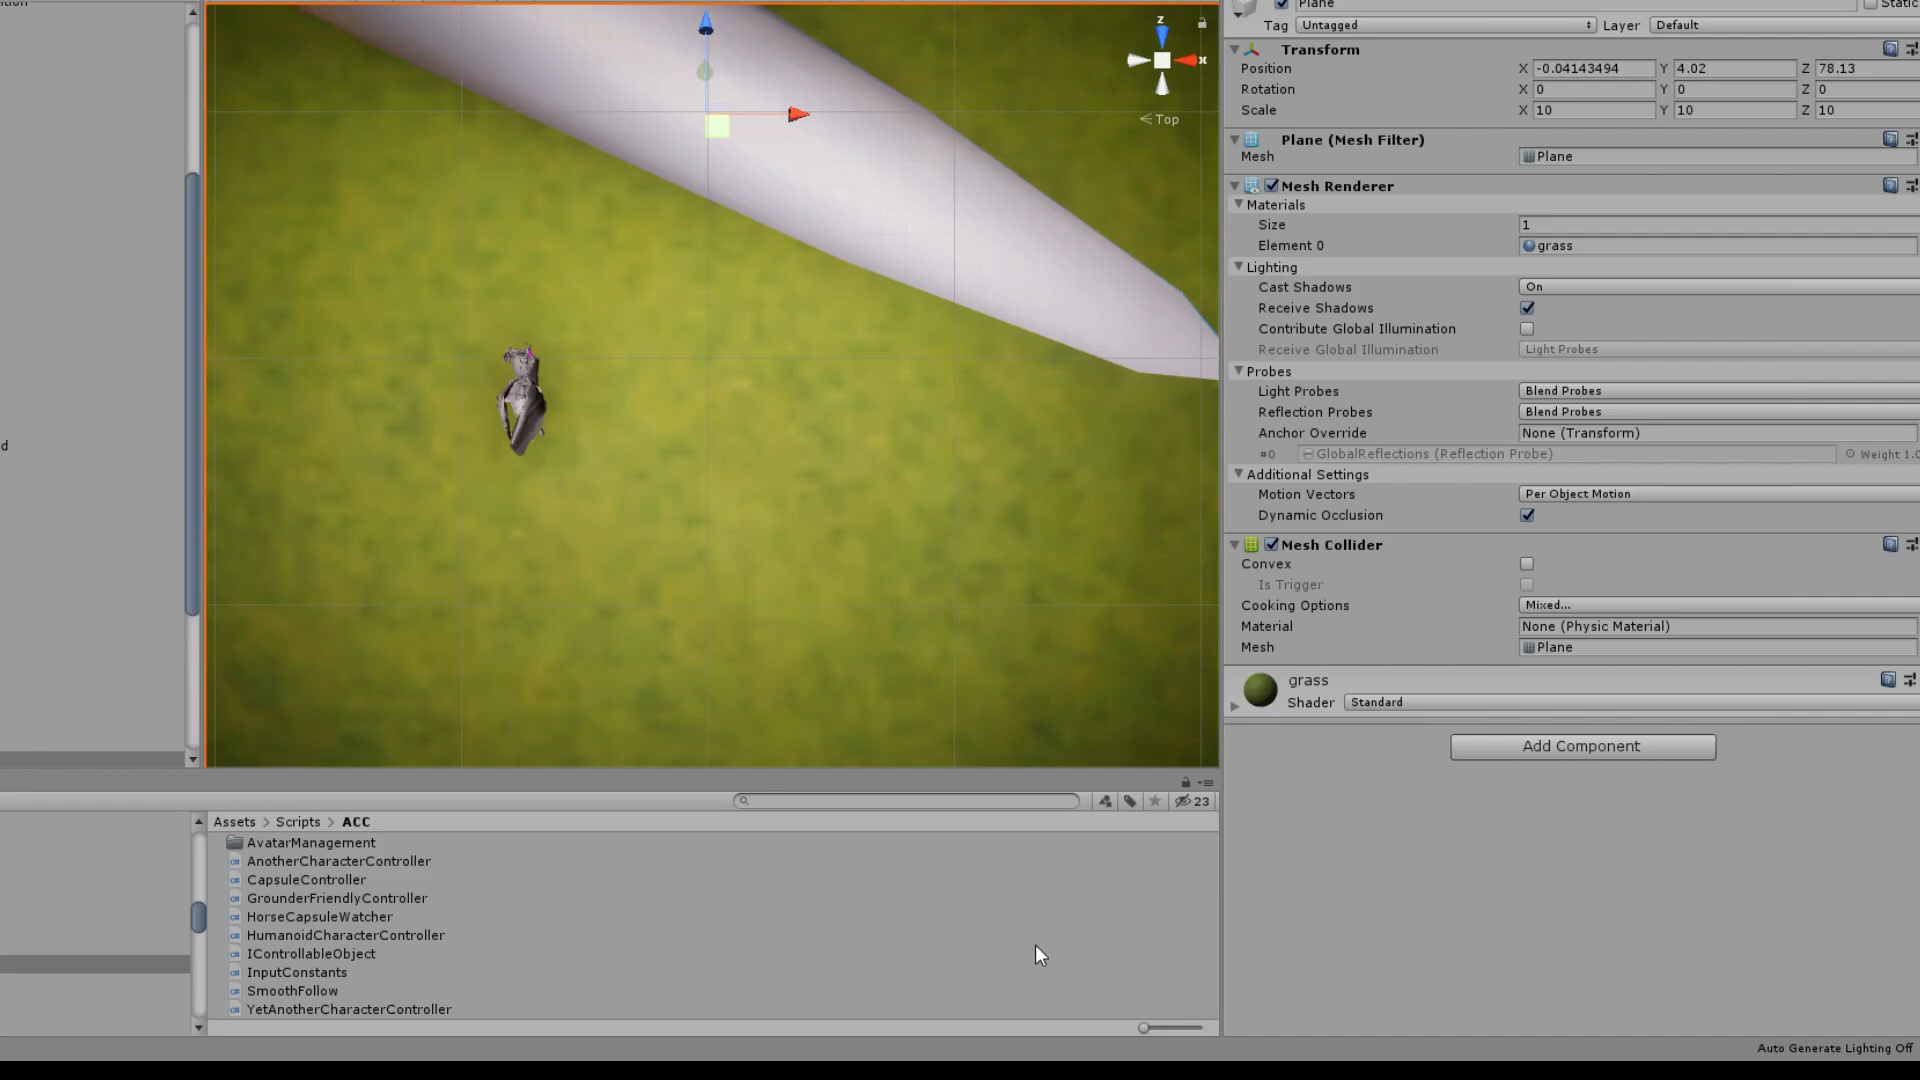 Plane
Static
Tag Untagged Layer Default
Transform
Position X -0.04143494 Y 4.02 Z 78.13
Rotation X 0 Y 0 Z 0
Scale X 10 Y 10 Z 10
Plane (Mesh Filter)
Mesh Plane
Mesh Renderer
Materials
Size 1
Element 0 grass
Lighting
Cast Shadows On
Receive Shadows
Contribute Global Illumination
Receive Global Illumination Light Probes
Probes
Light Probes Blend Probes
Reflection Probes Blend Probes
Anchor Override None (Transform)
#0 GlobalReflections (Reflection Probe) Weight 1.0
Additional Settings
Motion Vectors Per Object Motion
Dynamic Occlusion
Mesh Collider
Convex
Is Trigger
Cooking Options Mixed...
Material None (Physic Material)
Mesh Plane
grass
Shader Standard
Add Component
z
x
<Top
d
23
Assets > Scripts > ACC
AvatarManagement
AnotherCharacterController
CapsuleController
GrounderFriendlyController
HorseCapsuleWatcher
HumanoidCharacterController
IControllableObject
InputConstants
SmoothFollow
YetAnotherCharacterController
Auto Generate Lighting Off